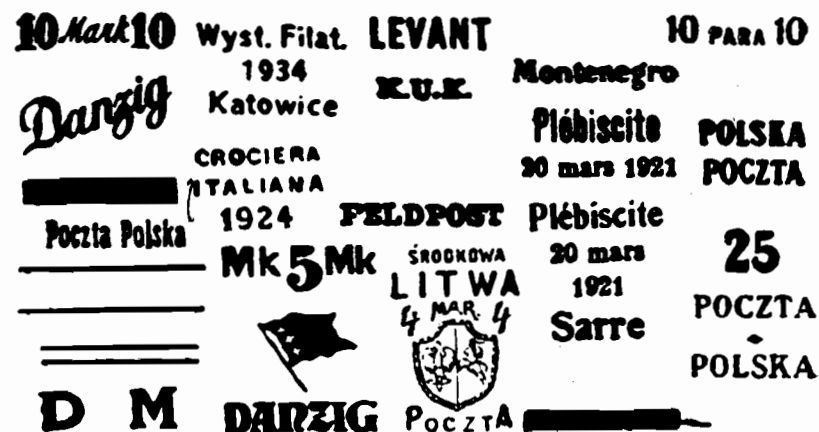 10 Mark 10
Danzig
Poczta Polska
D M
Wyst. Filat.
1934
Katowice
CROCIERA
ITALIANA
1924
Mk 5 Mk
DANZIG
LEVANT
K.U.K.
FELDPOST
ŚRODKOWA
LITWA
4 MAR. 4
POCZTA
10 PARA 10
Montenegro
Plébiscite
20 mars 1921
Plébiscite
20 mars
1921
Sarre
POLSKA
POCZTA
25
POCZTA
POLSKA